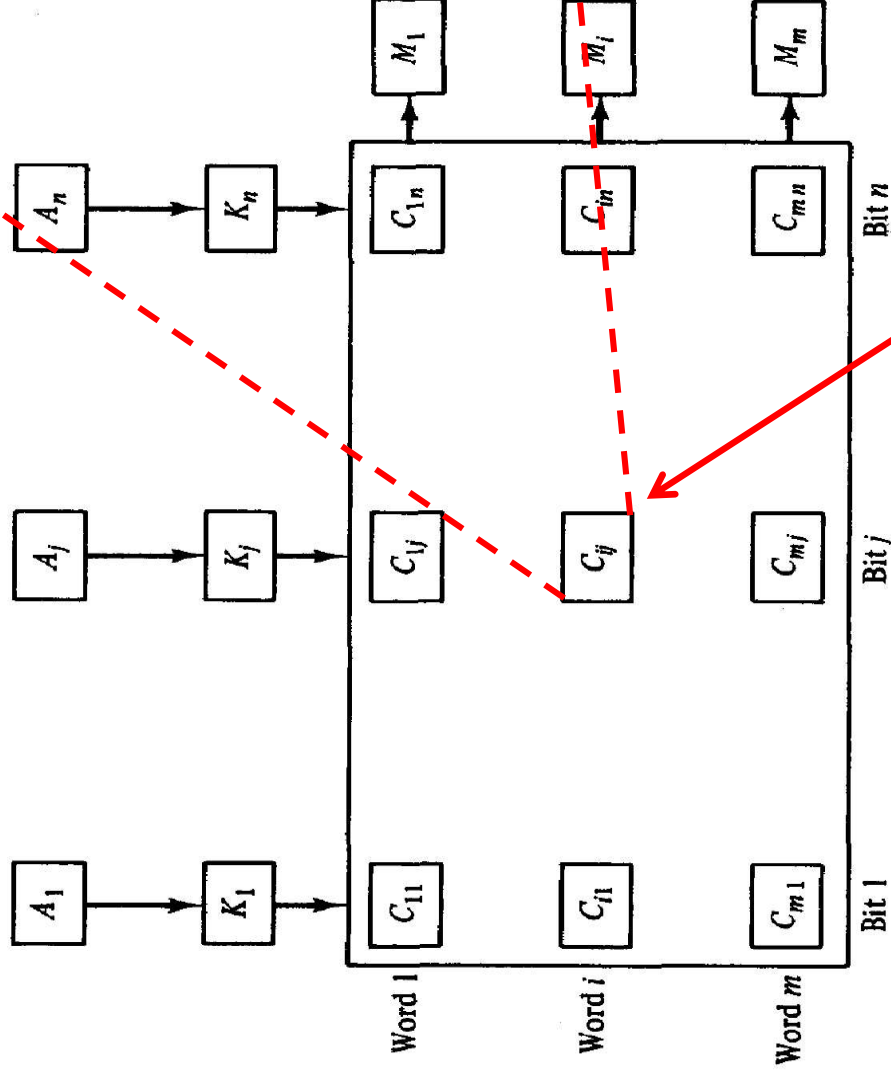 A₁ Aⱼ Aₙ
K₁ Kⱼ Kₙ
Word 1 C₁₁ C₁ⱼ C₁ₙ M₁
Word i Cᵢ₁ Cᵢⱼ Cᵢₙ Mᵢ
Word m Cₘ₁ Cₘⱼ Cₘₙ Mₘ
Bit 1 Bit j Bit n